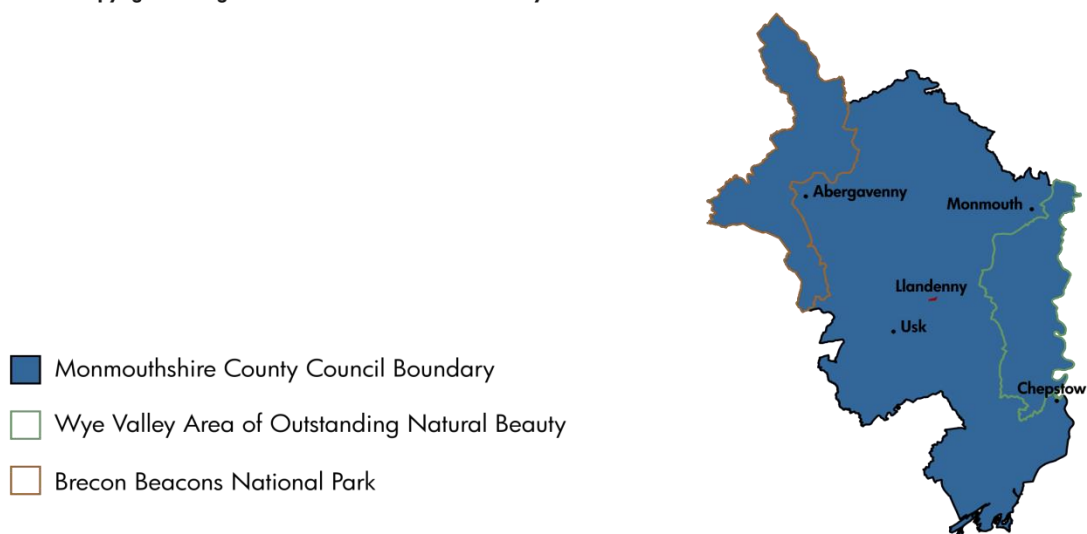 Abergavenny
Monmouth
Llandenny
Usk
Chepstow
Monmouthshire County Council Boundary
Wye Valley Area of Outstanding Natural Beauty
Brecon Beacons National Park